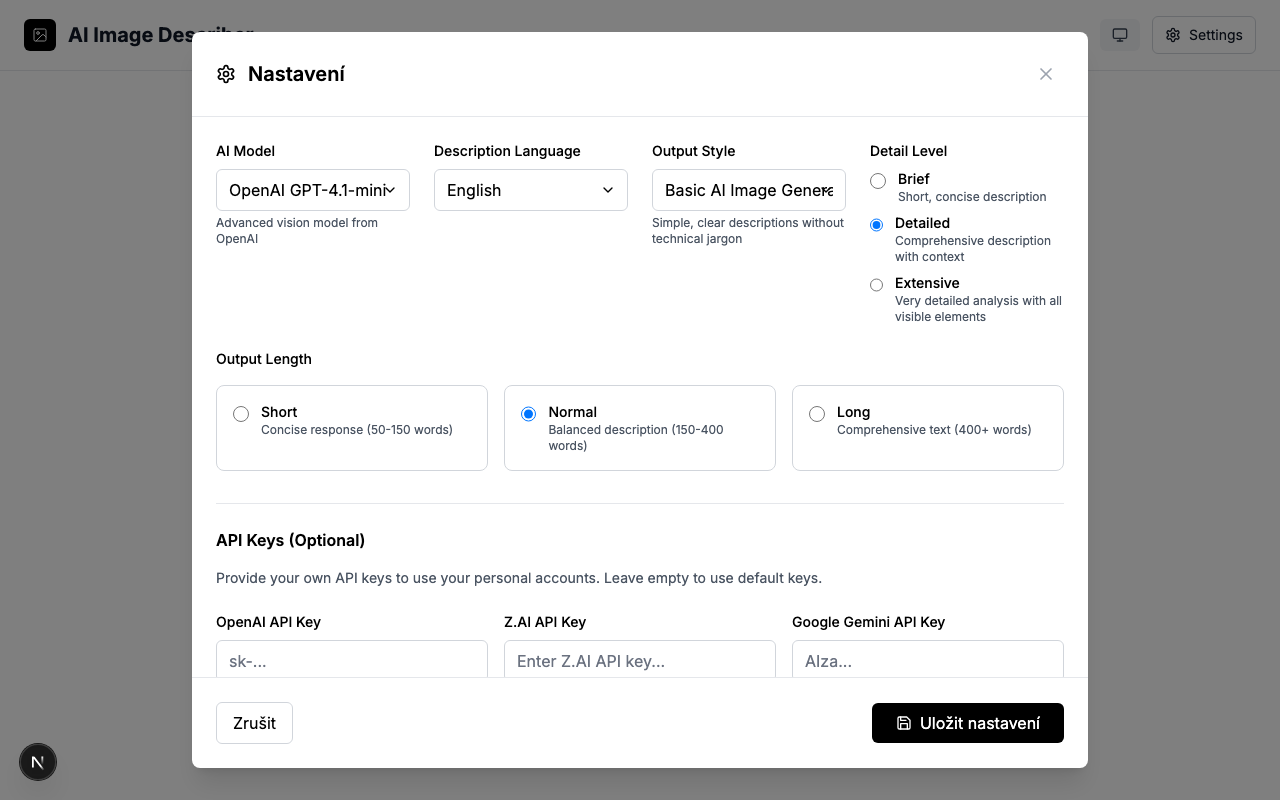 AI Image Describer
Settings
Nastavení
AI Model
OpenAI GPT-4.1-mini
Advanced vision model from
OpenAI
Description Language
English
Output Style
Basic AI Image Genera
Simple, clear descriptions without
technical jargon
Detail Level
Brief
Short, concise description
Detailed
Comprehensive description
with context
Extensive
Very detailed analysis with all
visible elements
Output Length
Short
Concise response (50-150 words)
Normal
Balanced description (150-400
words)
Long
Comprehensive text (400+ words)
API Keys (Optional)
Provide your own API keys to use your personal accounts. Leave empty to use default keys.
OpenAI API Key
sk-...
Z.AI API Key
Enter Z.AI API key...
Google Gemini API Key
AIza...
Zrušit
Uložit nastavení
N